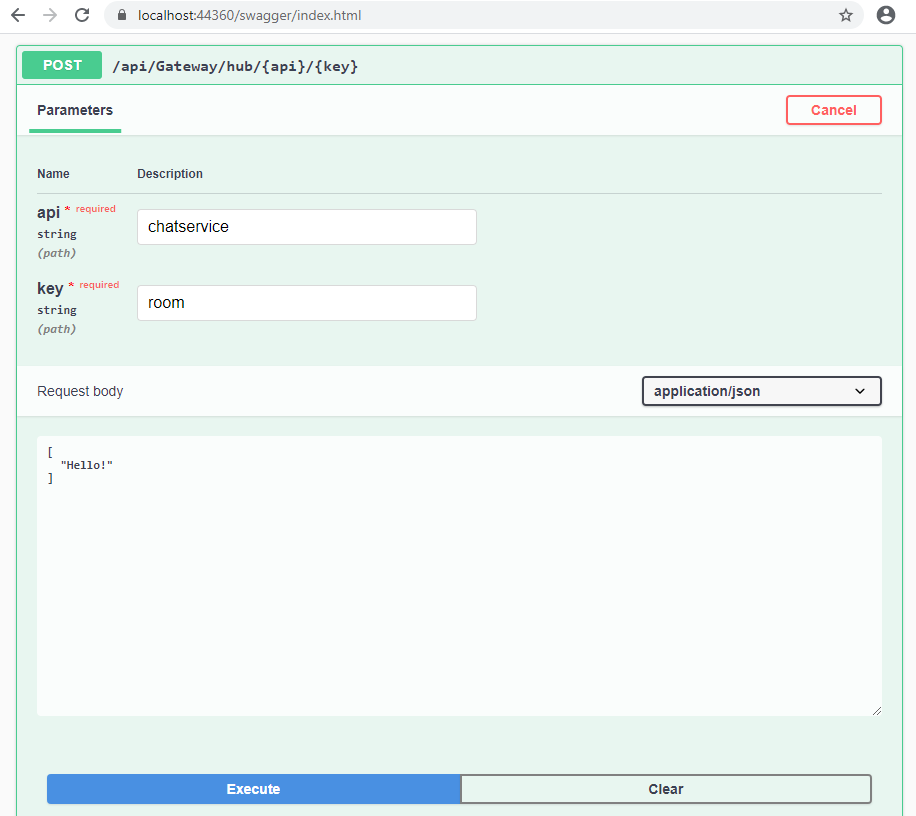 localhost:44360/swagger/index.html
POST /api/Gateway/hub/{api}/{key}
Parameters Cancel
Name Description
api * required
string
(path)
chatservice
key * required
string
(path)
room
Request body application/json
[
"Hello!"
]
Execute Clear